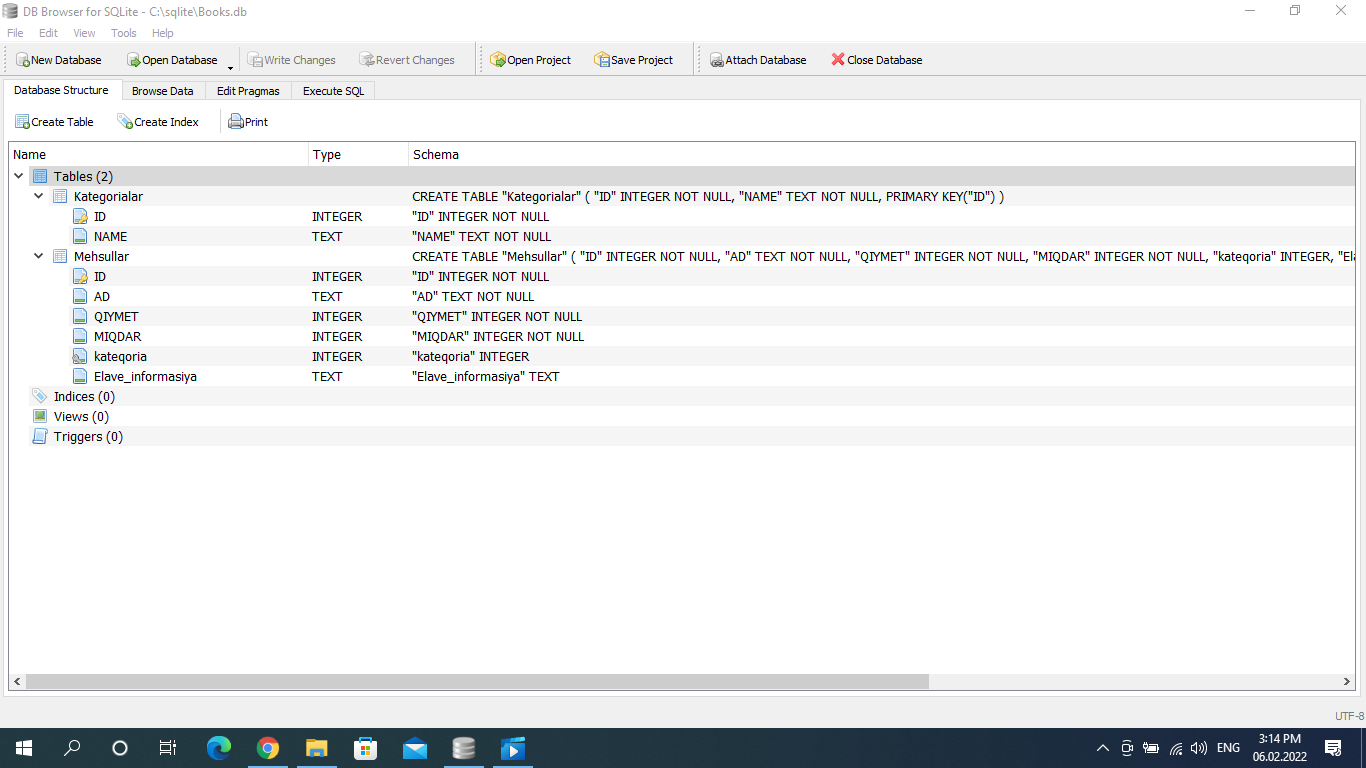 DB Browser for SQLite - C:\sqlite\Books.db
File Edit View Tools Help
New Database Open Database Write Changes Revert Changes Open Project Save Project Attach Database Close Database
Database Structure Browse Data Edit Pragmas Execute SQL
Create Table Create Index Print
Name Type Schema
Tables (2)
Kategorialar CREATE TABLE "Kategorialar" ( "ID" INTEGER NOT NULL, "NAME" TEXT NOT NULL, PRIMARY KEY("ID") )
ID INTEGER "ID" INTEGER NOT NULL
NAME TEXT "NAME" TEXT NOT NULL
Mehsullar CREATE TABLE "Mehsullar" ( "ID" INTEGER NOT NULL, "AD" TEXT NOT NULL, "QIYMET" INTEGER NOT NULL, "MIQDAR" INTEGER NOT NULL, "kateqoria" INTEGER,
ID INTEGER "ID" INTEGER NOT NULL
AD TEXT "AD" TEXT NOT NULL
QIYMET INTEGER "QIYMET" INTEGER NOT NULL
MIQDAR INTEGER "MIQDAR" INTEGER NOT NULL
kateqoria INTEGER "kateqoria" INTEGER
Elave_informasiya TEXT "Elave_informasiya" TEXT
Indices (0)
Views (0)
Triggers (0)
UTF-8
ENG
3:14 PM
06.02.2022